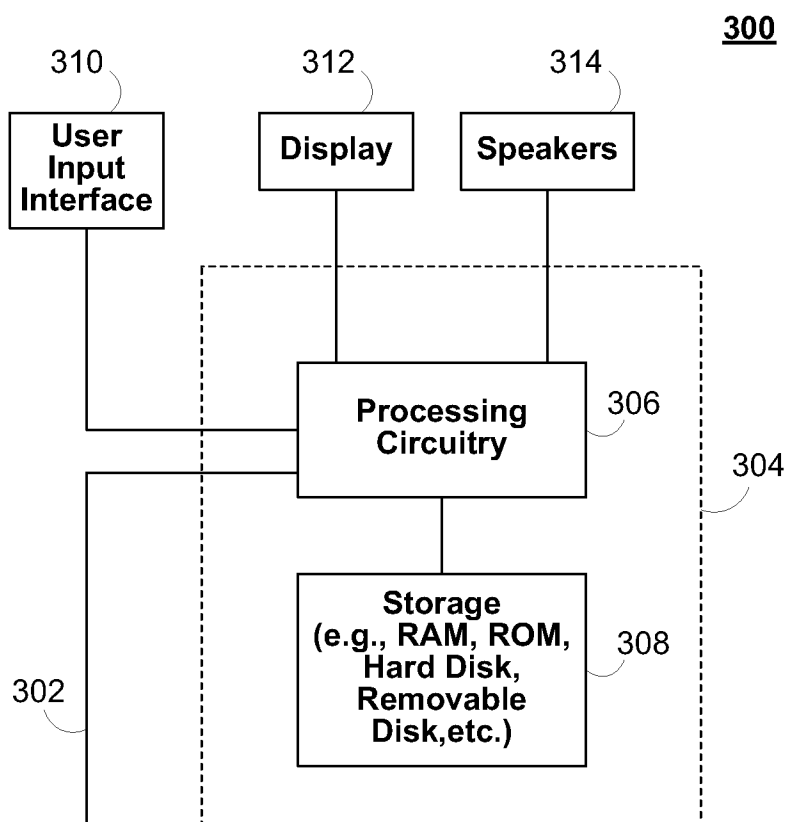 300
310
312
314
User
Input
Interface
Display
Speakers
Processing
Circuitry
306
304
Storage
(e.g., RAM, ROM,
Hard Disk,
Removable
Disk,etc.)
308
302